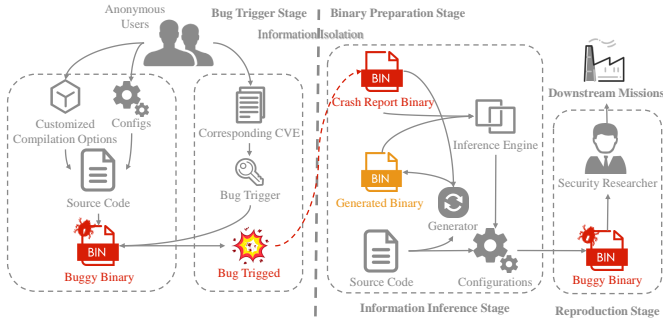 Anonymous
Users
Bug Trigger Stage
Binary Preparation Stage
Information Isolation
Customized
Compilation Options
Configs
Source Code
BIN
Buggy Binary
Corresponding CVE
Bug Trigger
Bug Trigged
BIN
Crash Report Binary
BIN
Generated Binary
Inference Engine
Generator
Source Code
Configurations
Information Inference Stage
Downstream Missions
Security Researcher
BIN
Buggy Binary
Reproduction Stage